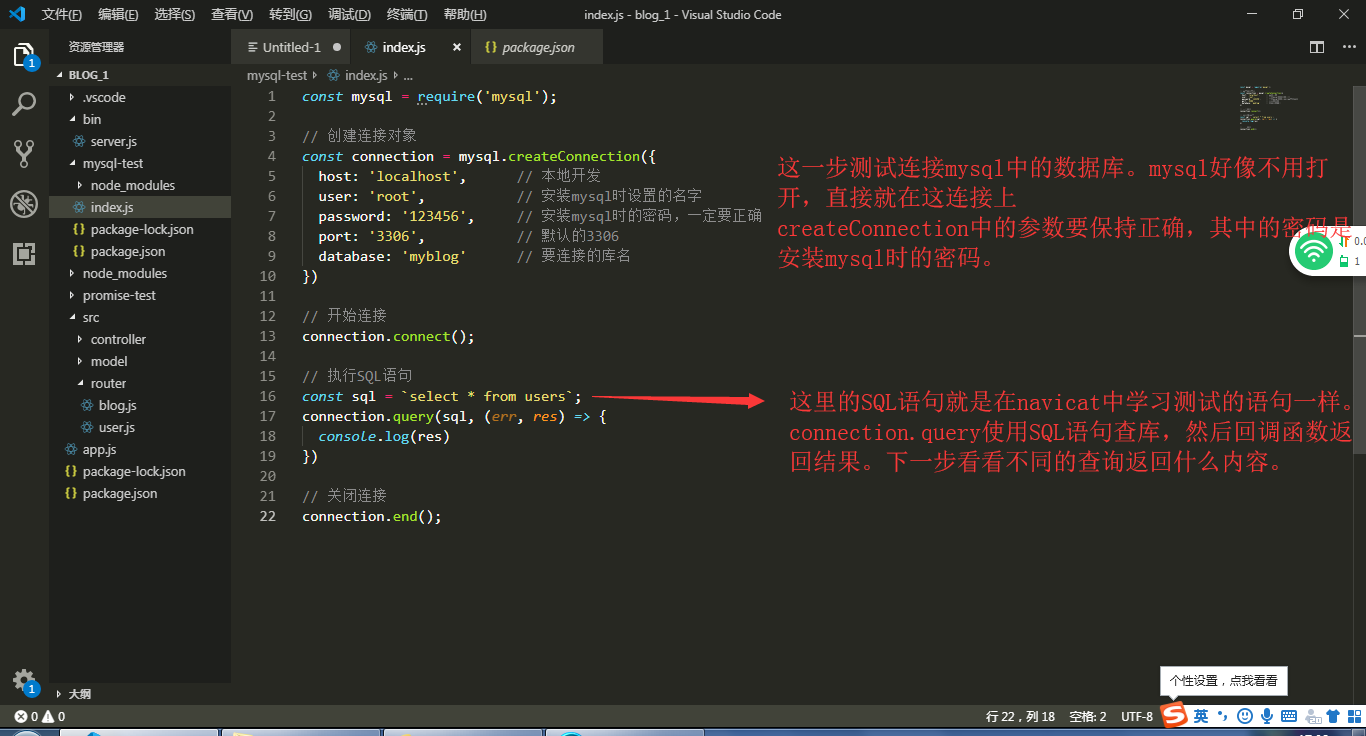 文件(F) 编辑(E) 选择(S) 查看(V) 转到(G) 调试(D) 终端(T) 帮助(H) index.js - blog_1 - Visual Studio Code
资源管理器
Untitled-1 index.js package.json
1
BLOG_1
.vscode
bin
server.js
mysql-test
node_modules
index.js
package-lock.json
package.json
node_modules
promise-test
src
controller
model
router
blog.js
user.js
app.js
package-lock.json
package.json
大纲
1
mysql-test index.js ...
1 const mysql = require('mysql');
2
3 // 创建连接对象
4 const connection = mysql.createConnection({
5 host: 'localhost', // 本地开发
6 user: 'root', // 安装mysql时设置的名字
7 password: '123456', // 安装mysql时的密码，一定要正确
8 port: '3306', // 默认的3306
9 database: 'myblog' // 要连接的库名
10 })
11
12 // 开始连接
13 connection.connect();
14
15 // 执行SQL语句
16 const sql = `select * from users`;
17 connection.query(sql, (err, res) => {
18 console.log(res)
19 })
20
21 // 关闭连接
22 connection.end();
这一步测试连接mysql中的数据库。mysql好像不用打
开，直接就在这连接上
createConnection中的参数要保持正确，其中的密码是
安装mysql时的密码。
0.0
1
这里的SQL语句就是在navicat中学习测试的语句一样。
connection.query使用SQL语句查库，然后回调函数返
回结果。下一步看看不同的查询返回什么内容。
个性设置，点我看看
0 0 行 22，列 18 空格: 2 UTF-8 英